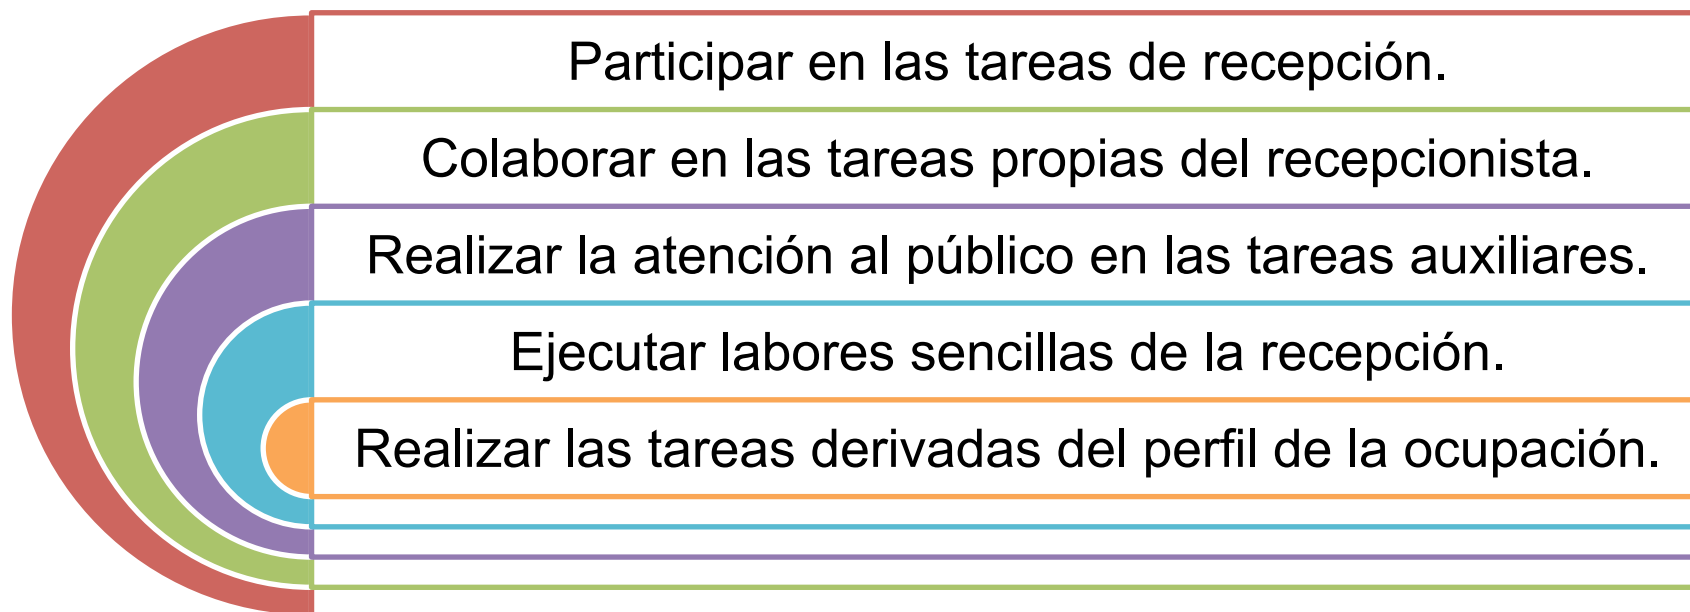 Participar en las tareas de recepción.
Colaborar en las tareas propias del recepcionista.
Realizar la atención al público en las tareas auxiliares.
Ejecutar labores sencillas de la recepción.
Realizar las tareas derivadas del perfil de la ocupación.